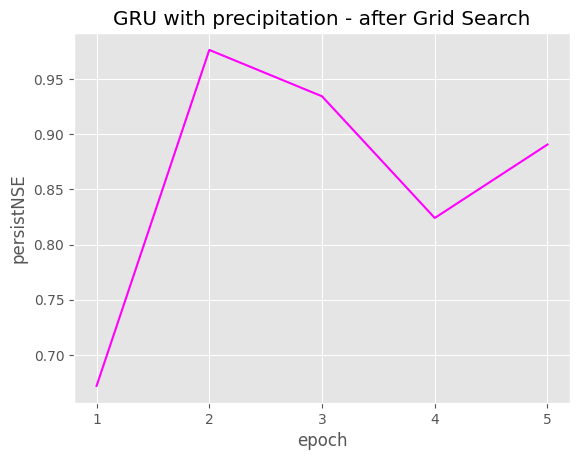 GRU with precipitation - after Grid Search
0.95
0.90
0.85
0.80
0.75
0.70
persistNSE
1 2 3 4 5
epoch